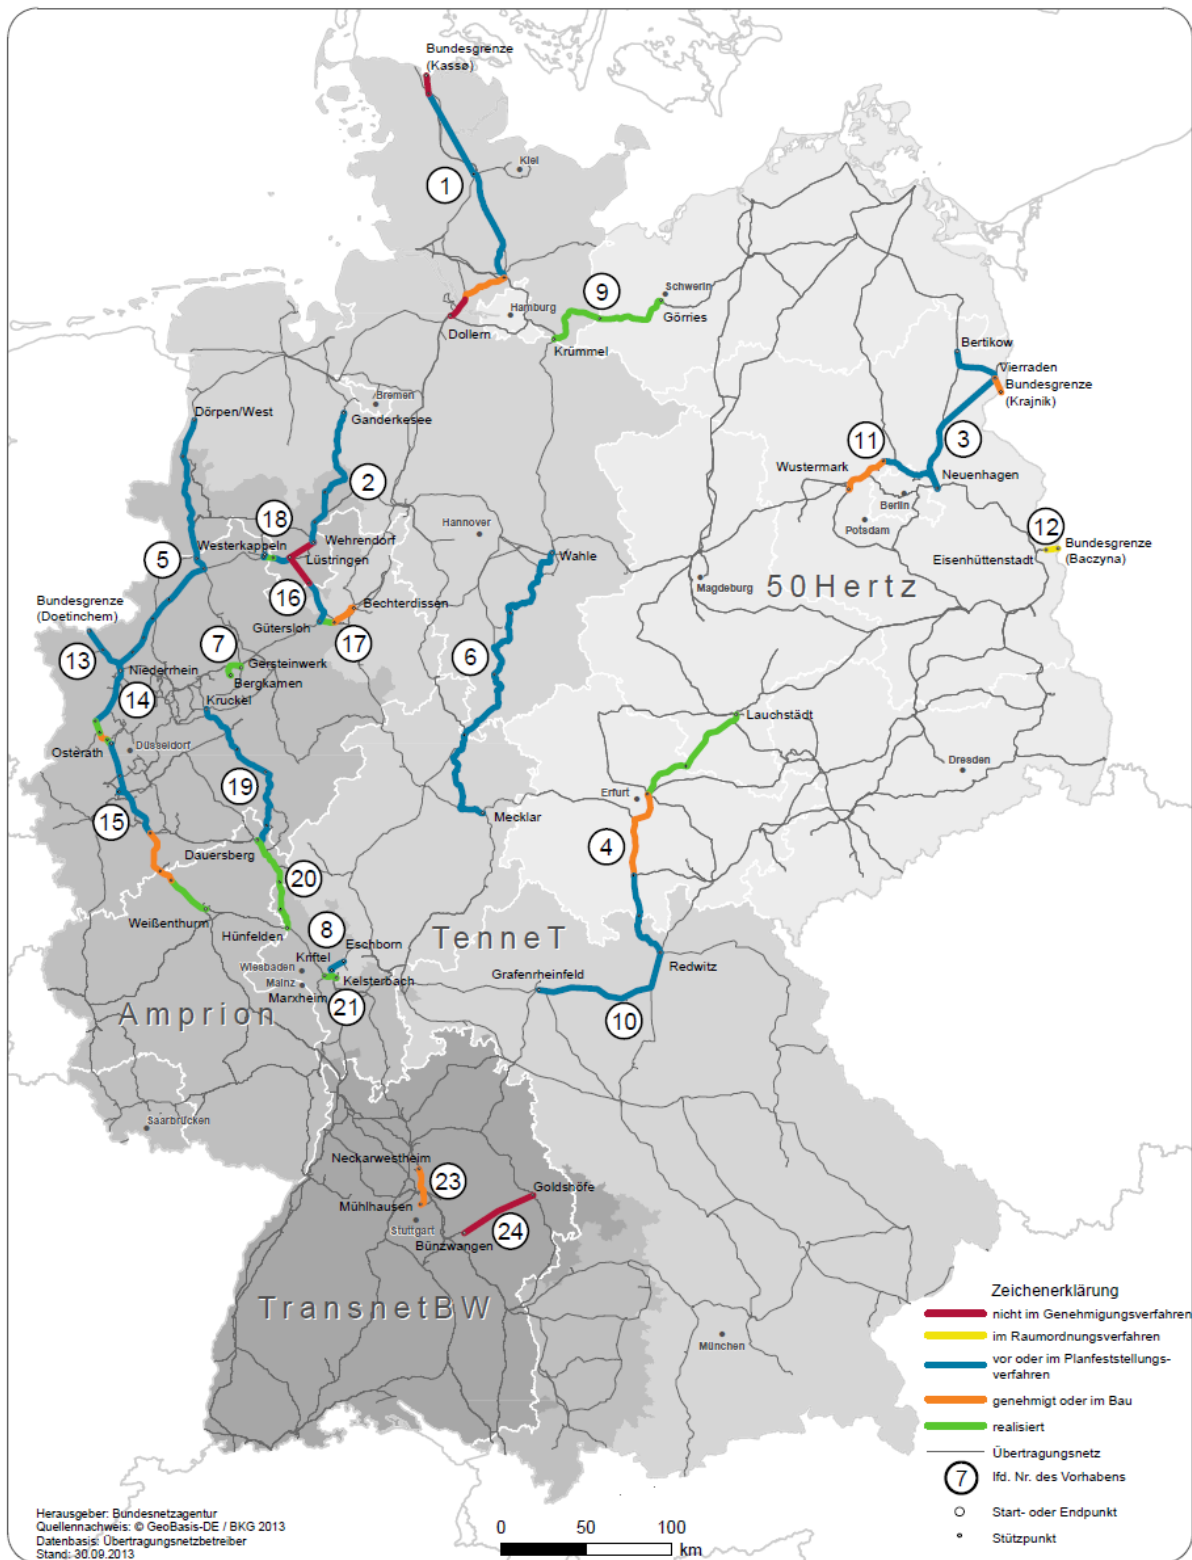 Bundesgrenze
(Kassø)
Kiel
1
Schwerin
9
Hamburg
Görries
Dollern
Krümmel
Bertikow
Vierraden
Bundesgrenze
(Krajnik)
Bremen
Dörpen/West
Ganderkesee
11
3
Wustermark
2
Neuenhagen
Berlin
18
Hannover
Potsdam
12
Wehrendorf
Westerkappeln
Lüstringen
Wahle
Bundesgrenze
(Baczyna)
5
Eisenhüttenstadt
Magdeburg
50Hertz
16
Bundesgrenze
(Doetinchem)
Bechterdissen
Gütersloh
17
7
6
13
Gersteinwerk
Niederrhein
Bergkamen
14
Kruckel
Lauchstädt
Osterath
Düsseldorf
Dresden
19
Erfurt
15
Mecklar
4
Dauersberg
20
Weißenthurm
8
Hünfelden
TenneT
Eschborn
Kriftel
Redwitz
Wiesbaden
Grafenrheinfeld
Mainz
Kelsterbach
Marxheim
21
Amprion
10
Saarbrücken
Neckarwestheim
23
Goldshöfe
Mühlhausen
Stuttgart
24
Bünzwangen
TransnetBW
München
Zeichenerklärung
nicht im Genehmigungsverfahren
im Raumordnungsverfahren
vor oder im Planfeststellungs-
verfahren
genehmigt oder im Bau
realisiert
Übertragungsnetz
7
lfd. Nr. des Vorhabens
Start- oder Endpunkt
Stützpunkt
Herausgeber: Bundesnetzagentur
Quellennachweis: © GeoBasis-DE / BKG 2013
Datenbasis: Übertragungsnetzbetreiber
Stand: 30.09.2013
0 50 100
km